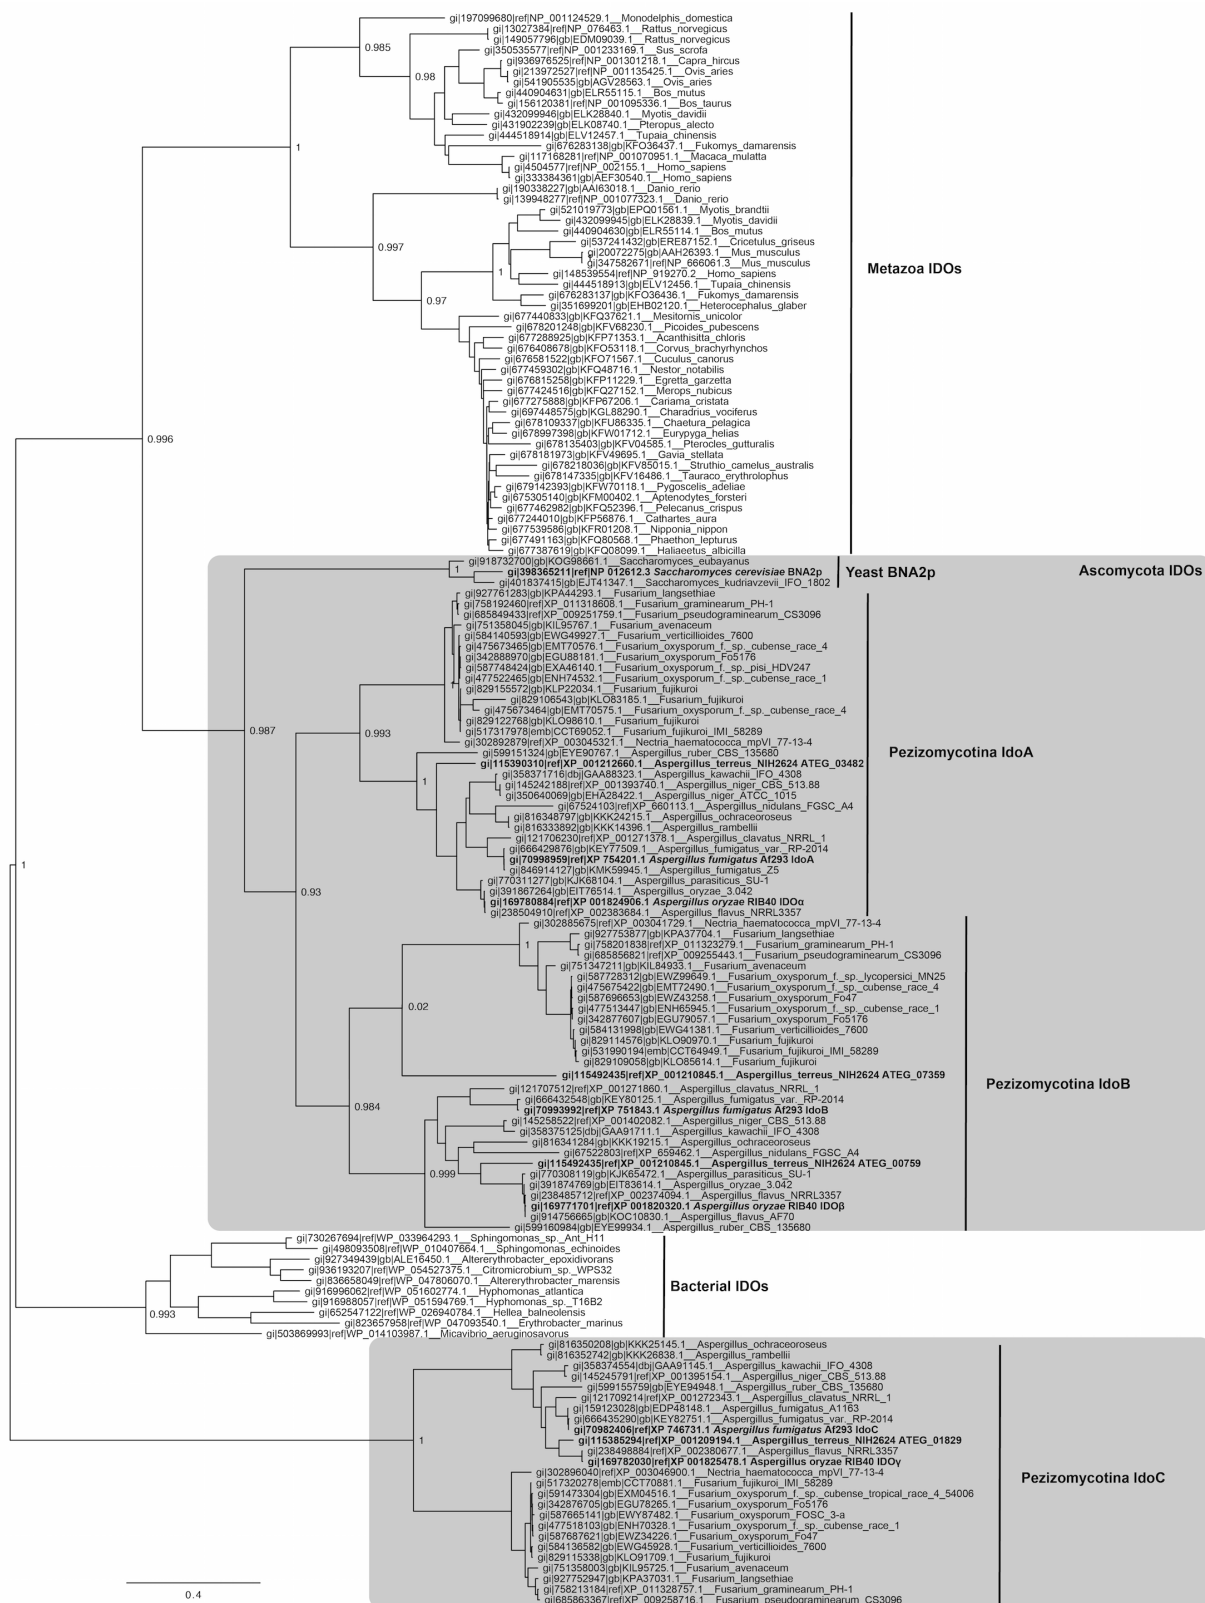 gi|197099680|ref|NP_001124529.1__Monodelphis_domestica
gi|13027384|ref|NP_076463.1__Rattus_norvegicus
gi|149057796|gb|EDM09039.1__Rattus_norvegicus
0.985
gi|350535577|ref|NP_001233169.1__Sus_scrofa
gi|936976525|ref|NP_001301218.1__Capra_hircus
gi|213972527|ref|NP_001135425.1__Ovis_aries
0.98
gi|541905535|gb|AGV28563.1__Ovis_aries
gi|440904631|gb|ELR55115.1__Bos_mutus
gi|156120381|ref|NP_001095336.1__Bos_taurus
gi|432099946|gb|ELK28840.1__Myotis_davidii
gi|431902239|gb|ELK08740.1__Pteropus_alecto
gi|444518914|gb|ELV12457.1__Tupaia_chinensis
1
gi|676283138|gb|KFO36437.1__Fukomys_damarensis
gi|117168281|ref|NP_001070951.1__Macaca_mulatta
gi|4504577|ref|NP_002155.1__Homo_sapiens
gi|333384361|gb|AEF30540.1__Homo_sapiens
gi|190338227|gb|AAI63018.1__Danio_rerio
gi|139948277|ref|NP_001077323.1__Danio_rerio
gi|521019773|gb|EPQ01561.1__Myotis_brandtii
gi|432099945|gb|ELK28839.1__Myotis_davidii
gi|440904630|gb|ELR55114.1__Bos_mutus
gi|537241432|gb|ERE87152.1__Cricetulus_griseus
0.997
gi|20072275|gb|AAH26393.1__Mus_musculus
gi|347582671|ref|NP_666061.3__Mus_musculus
Metazoa IDOs
1
gi|148539554|ref|NP_919270.2__Homo_sapiens
gi|444518913|gb|ELV12456.1__Tupaia_chinensis
gi|676283137|gb|KFO36436.1__Fukomys_damarensis
0.97
gi|351699201|gb|EHB02120.1__Heterocephalus_glaber
gi|677440833|gb|KFQ37621.1__Mesitornis_unicolor
gi|678201248|gb|KFV68230.1__Picoides_pubescens
gi|677288925|gb|KFP71353.1__Acanthisitta_chloris
gi|676408678|gb|KFO53118.1__Corvus_brachyrhynchos
gi|676581522|gb|KFO71567.1__Cuculus_canorus
gi|677459302|gb|KFQ48716.1__Nestor_notabilis
gi|676815258|gb|KFP11229.1__Egretta_garzetta
gi|677424516|gb|KFQ27152.1__Merops_nubicus
gi|677275888|gb|KFP67206.1__Cariama_cristata
gi|697448575|gb|KGL88290.1__Charadrius_vociferus
gi|678109337|gb|KFU86335.1__Chaetura_pelagica
gi|678997398|gb|KFW01712.1__Eurypyga_helias
0.996
gi|678135403|gb|KFV04585.1__Pterocles_gutturalis
gi|678181973|gb|KFV49695.1__Gavia_stellata
gi|678218036|gb|KFV85015.1__Struthio_camelus_australis
gi|678147335|gb|KFV16486.1__Tauraco_erythrolophus
gi|679142393|gb|KFW70118.1__Pygoscelis_adeliae
gi|675305140|gb|KFM00402.1__Aptenodytes_forsteri
gi|677462982|gb|KFQ52396.1__Pelecanus_crispus
gi|677244010|gb|KFP56876.1__Cathartes_aura
gi|677539586|gb|KFR01208.1__Nipponia_nippon
gi|677491163|gb|KFQ80568.1__Phaethon_lepturus
gi|677387619|gb|KFQ08099.1__Haliaeetus_albicilla
gi|918732700|gb|KOG98661.1__Saccharomyces_eubayanus
1
gi|398365211|ref|NP 012612.3 Saccharomyces cerevisiae BNA2p
Yeast BNA2p
Ascomycota IDOs
gi|401837415|gb|EJT41347.1__Saccharomyces_kudriavzevii_IFO_1802
gi|927761283|gb|KPA44293.1__Fusarium_langsethiae
gi|758192460|ref|XP_011318608.1__Fusarium_graminearum_PH-1
gi|685849433|ref|XP_009251759.1__Fusarium_pseudograminearum_CS3096
gi|751358045|gb|KIL95767.1__Fusarium_avenaceum
gi|584140593|gb|EWG49927.1__Fusarium_verticillioides_7600
gi|475673465|gb|EMT70576.1__Fusarium_oxysporum_f._sp._cubense_race_4
gi|342888970|gb|EGU88181.1__Fusarium_oxysporum_Fo5176
gi|587748424|gb|EXA46140.1__Fusarium_oxysporum_f._sp._pisi_HDV247
gi|477522465|gb|ENH74532.1__Fusarium_oxysporum_f._sp._cubense_race_1
gi|829155572|gb|KLP22034.1__Fusarium_fujikuroi
gi|829106543|gb|KLO83185.1__Fusarium_fujikuroi
gi|475673464|gb|EMT70575.1__Fusarium_oxysporum_f._sp._cubense_race_4
gi|829122768|gb|KLO98610.1__Fusarium_fujikuroi
0.987
0.993
gi|517317978|emb|CCT69052.1__Fusarium_fujikuroi_IMI_58289
gi|302892879|ref|XP_003045321.1__Nectria_haematococca_mpVI_77-13-4
gi|599151324|gb|EYE90767.1__Aspergillus_ruber_CBS_135680
Pezizomycotina IdoA
gi|115390310|ref|XP_001212660.1__Aspergillus_terreus_NIH2624 ATEG_03482
gi|358371716|dbj|GAA88323.1__Aspergillus_kawachii_IFO_4308
1
gi|145242188|ref|XP_001393740.1__Aspergillus_niger_CBS_513.88
gi|350640069|gb|EHA28422.1__Aspergillus_niger_ATCC_1015
gi|67524103|ref|XP_660113.1__Aspergillus_nidulans_FGSC_A4
gi|816348797|gb|KKK24215.1__Aspergillus_ochraceoroseus
gi|816333892|gb|KKK14396.1__Aspergillus_rambellii
gi|121706230|ref|XP_001271378.1__Aspergillus_clavatus_NRRL_1
gi|666429876|gb|KEY77509.1__Aspergillus_fumigatus_var._RP-2014
gi|70998959|ref|XP 754201.1 Aspergillus fumigatus Af293 IdoA
1
gi|846914127|gb|KMK59945.1__Aspergillus_fumigatus_Z5
gi|770311277|gb|KJK68104.1__Aspergillus_parasiticus_SU-1
0.93
gi|391867264|gb|EIT76514.1__Aspergillus_oryzae_3.042
gi|169780884|ref|XP 001824906.1 Aspergillus oryzae RIB40 IDOα
gi|238504910|ref|XP_002383684.1__Aspergillus_flavus_NRRL3357
gi|302885675|ref|XP_003041729.1__Nectria_haematococca_mpVI_77-13-4
gi|927753877|gb|KPA37704.1__Fusarium_langsethiae
1
gi|758201838|ref|XP_011323279.1__Fusarium_graminearum_PH-1
gi|685856821|ref|XP_009255443.1__Fusarium_pseudograminearum_CS3096
gi|751347211|gb|KIL84933.1__Fusarium_avenaceum
gi|587728312|gb|EWZ99649.1__Fusarium_oxysporum_f._sp._lycopersici_MN25
gi|475675422|gb|EMT72490.1__Fusarium_oxysporum_f._sp._cubense_race_4
gi|587696653|gb|EWZ43258.1__Fusarium_oxysporum_Fo47
0.02
gi|477513447|gb|ENH65945.1__Fusarium_oxysporum_f._sp._cubense_race_1
gi|342877607|gb|EGU79057.1__Fusarium_oxysporum_Fo5176
gi|584131998|gb|EWG41381.1__Fusarium_verticillioides_7600
gi|829114576|gb|KLO90970.1__Fusarium_fujikuroi
gi|531990194|emb|CCT64949.1__Fusarium_fujikuroi_IMI_58289
gi|829109058|gb|KLO85614.1__Fusarium_fujikuroi
gi|115492435|ref|XP_001210845.1__Aspergillus_terreus_NIH2624 ATEG_07359
Pezizomycotina IdoB
gi|121707512|ref|XP_001271860.1__Aspergillus_clavatus_NRRL_1
gi|666432548|gb|KEY80125.1__Aspergillus_fumigatus_var._RP-2014
0.984
gi|70993992|ref|XP 751843.1 Aspergillus fumigatus Af293 IdoB
gi|145258522|ref|XP_001402082.1__Aspergillus_niger_CBS_513.88
gi|358375125|dbj|GAA91711.1__Aspergillus_kawachii_IFO_4308
gi|816341284|gb|KKK19215.1__Aspergillus_ochraceoroseus
gi|67522803|ref|XP_659462.1__Aspergillus_nidulans_FGSC_A4
gi|115492435|ref|XP_001210845.1__Aspergillus_terreus_NIH2624 ATEG_00759
0.999
gi|770308119|gb|KJK65472.1__Aspergillus_parasiticus_SU-1
gi|391874769|gb|EIT83614.1__Aspergillus_oryzae_3.042
gi|238485712|ref|XP_002374094.1__Aspergillus_flavus_NRRL3357
gi|169771701|ref|XP 001820320.1 Aspergillus oryzae RIB40 IDOβ
gi|914756665|gb|KOC10830.1__Aspergillus_flavus_AF70
gi|599160984|gb|EYE99934.1__Aspergillus_ruber_CBS_135680
gi|730267694|ref|WP_033964293.1__Sphingomonas_sp._Ant_H11
gi|498093508|ref|WP_010407664.1__Sphingomonas_echinoides
gi|927349439|gb|ALE16450.1__Altererythrobacter_epoxidivorans
gi|936193207|ref|WP_054527375.1__Citromicrobium_sp._WPS32
gi|836658049|ref|WP_047806070.1__Altererythrobacter_marensis
Bacterial IDOs
gi|916996062|ref|WP_051602774.1__Hyphomonas_atlantica
gi|916988057|ref|WP_051594769.1__Hyphomonas_sp._T16B2
0.993
gi|652547122|ref|WP_026940784.1__Hellea_balneolensis
gi|823657958|ref|WP_047093540.1__Erythrobacter_marinus
gi|503869993|ref|WP_014103987.1__Micavibrio_aeruginosavorus
gi|816350208|gb|KKK25145.1__Aspergillus_ochraceoroseus
gi|816352742|gb|KKK26838.1__Aspergillus_rambellii
gi|358374554|dbj|GAA91145.1__Aspergillus_kawachii_IFO_4308
gi|145245791|ref|XP_001395154.1__Aspergillus_niger_CBS_513.88
gi|599155759|gb|EYE94948.1__Aspergillus_ruber_CBS_135680
gi|121709214|ref|XP_001272343.1__Aspergillus_clavatus_NRRL_1
gi|159123028|gb|EDP48148.1__Aspergillus_fumigatus_A1163
gi|666435290|gb|KEY82751.1__Aspergillus_fumigatus_var._RP-2014
gi|70982406|ref|XP 746731.1 Aspergillus fumigatus Af293 IdoC
1
gi|115385294|ref|XP_001209194.1__Aspergillus_terreus_NIH2624 ATEG_01829
gi|238498884|ref|XP_002380677.1__Aspergillus_flavus_NRRL3357
gi|169782030|ref|XP 001825478.1 Aspergillus oryzae RIB40 IDOγ
gi|302896040|ref|XP_003046900.1__Nectria_haematococca_mpVI_77-13-4
Pezizomycotina IdoC
gi|517320278|emb|CCT70881.1__Fusarium_fujikuroi_IMI_58289
gi|591473304|gb|EXM04516.1__Fusarium_oxysporum_f._sp._cubense_tropical_race_4_54006
gi|342876705|gb|EGU78265.1__Fusarium_oxysporum_Fo5176
gi|587665141|gb|EWY87482.1__Fusarium_oxysporum_FOSC_3-a
gi|477518103|gb|ENH70328.1__Fusarium_oxysporum_f._sp._cubense_race_1
gi|587687621|gb|EWZ34226.1__Fusarium_oxysporum_Fo47
gi|584136582|gb|EWG45928.1__Fusarium_verticillioides_7600
gi|829115338|gb|KLO91709.1__Fusarium_fujikuroi
gi|751358003|gb|KIL95725.1__Fusarium_avenaceum
gi|927752947|gb|KPA37031.1__Fusarium_langsethiae
gi|758213184|ref|XP_011328757.1__Fusarium_graminearum_PH-1
0.4
gi|685863367|ref|XP_009258716.1__Fusarium_pseudograminearum_CS3096